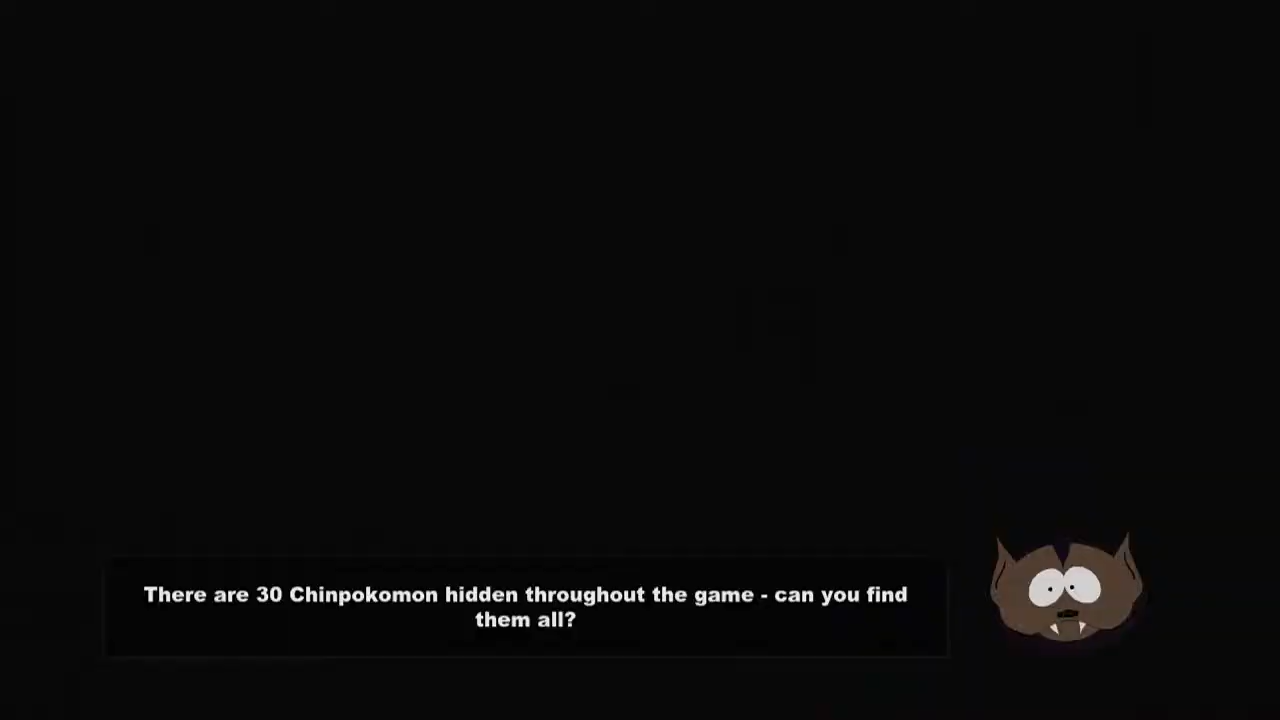 There are 30 Chinpokomon hidden throughout the game - can you find
them all?